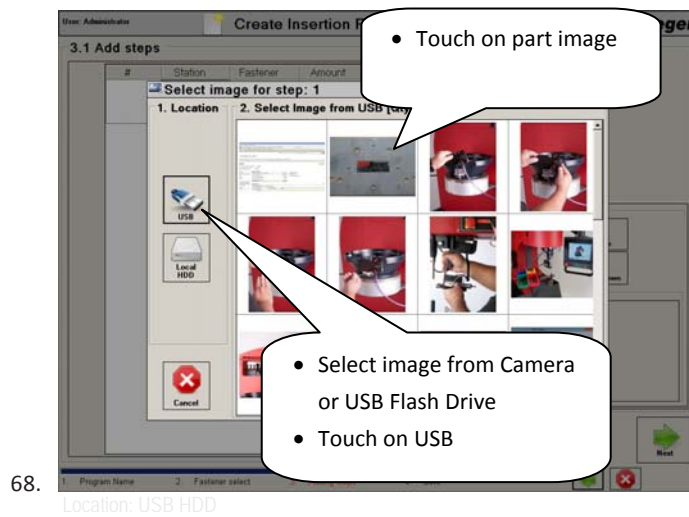 User: Administrator
Create Insertion
3.1 Add steps
# Station Fastener Amount
Select image for step: 1
1. Location
2. Select Image from USB
USB
Local
HDD
Cancel
• Touch on part image
• Select image from Camera
or USB Flash Drive
• Touch on USB
Next
1. Program Name 2. Fastener select
68.
Location: USB HDD